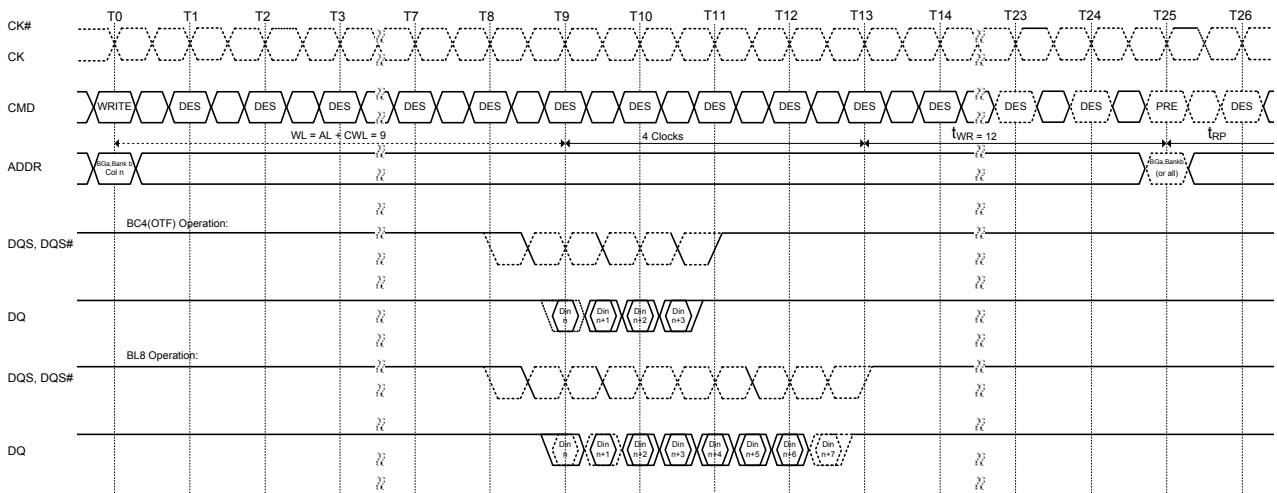 T0 T1 T2 T3 T7 T8 T9 T10 T11 T12 T13 T14 T23 T24 T25 T26
CK#
CK
CMD WRITE DES DES DES DES DES DES DES DES DES DES DES DES DES PRE DES
WL = AL + CWL = 9 4 Clocks tWR = 12 tRP
ADDR BGa,Bank b Col n BGa,Bankb (or all)
BC4(OTF) Operation:
DQS, DQS#
DQ Din n Din n+1 Din n+2 Din n+3
BL8 Operation:
DQS, DQS#
DQ Din n Din n+1 Din n+2 Din n+3 Din n+4 Din n+5 Din n+6 Din n+7